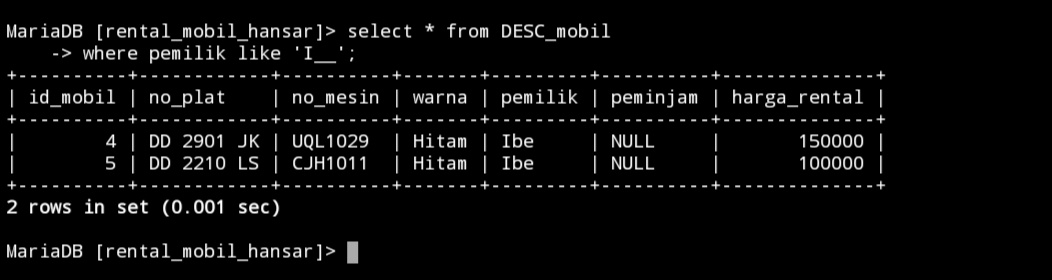 MariaDB [rental_mobil_hansar]> select * from DESC_mobil
    -> where pemilik like 'I__';
+----------+------------+----------+-------+---------+----------+--------------+
| id_mobil | no_plat    | no_mesin | warna | pemilik | peminjam | harga_rental |
+----------+------------+----------+-------+---------+----------+--------------+
|        4 | DD 2901 JK | UQL1029  | Hitam | Ibe     | NULL     |       150000 |
|        5 | DD 2210 LS | CJH1011  | Hitam | Ibe     | NULL     |       100000 |
+----------+------------+----------+-------+---------+----------+--------------+
2 rows in set (0.001 sec)
MariaDB [rental_mobil_hansar]>